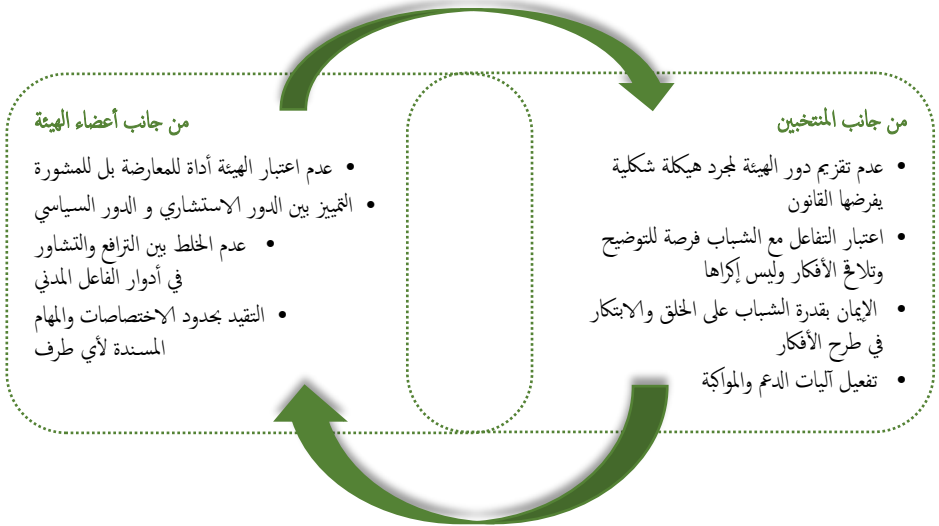 من جانب المنتخبين
• عدم تقزيم دور الهيئة لمجرد هيكلة شكلية
يفرضها القانون
• اعتبار التفاعل مع الشباب فرصة للتوضيح
وتلاقح الأفكار وليس إكراها
• الإيمان بقدرة الشباب على الخلق والابتكار
في طرح الأفكار
• تفعيل آليات الدعم والمواكبة
من جانب أعضاء الهيئة
• عدم اعتبار الهيئة أداة للمعارضة بل للمشورة
• التمييز بين الدور الاستشاري و الدور السياسي
• عدم الخلط بين الترافع والتشاور
في أدوار الفاعل المدني
• التقيد بحدود الاختصاصات والمهام
المسندة لأي طرف